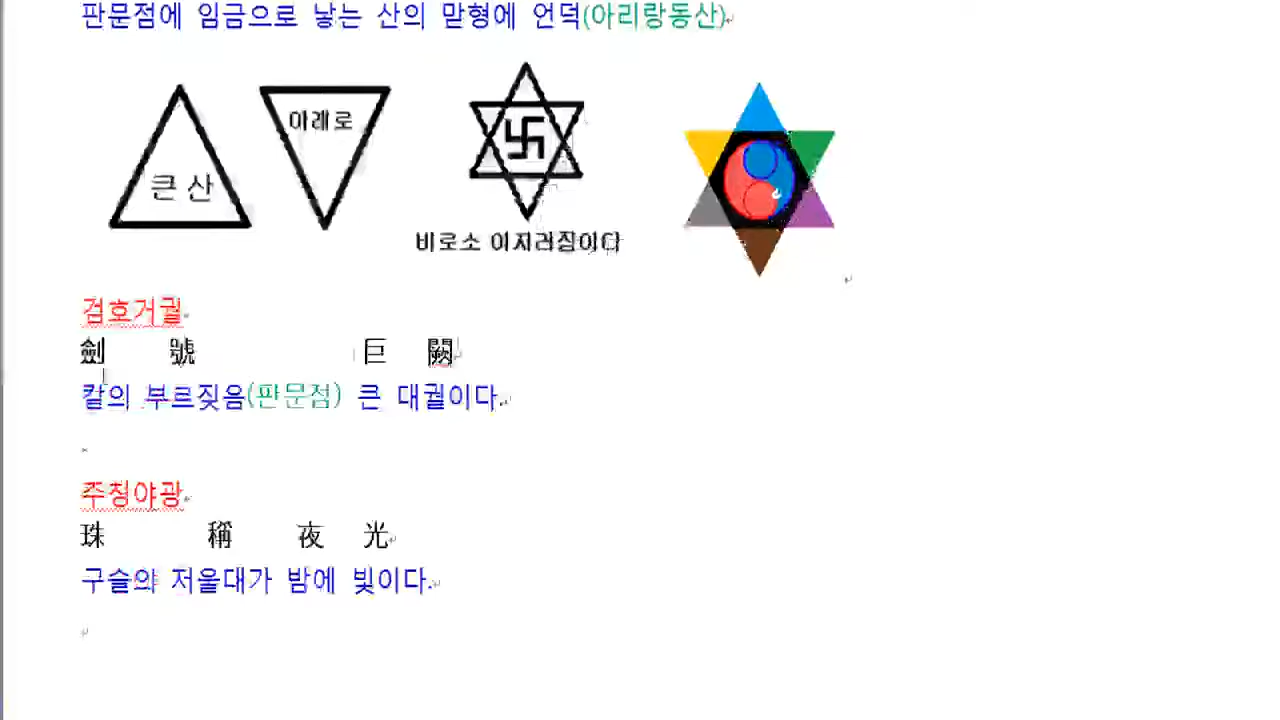 판문점에 임금으로 낳는 산의 맏형에 언덕(아리랑동산)
큰 산
아래로
卐
비로소 이지러짐이다
검호거궐
劍 號 巨 闕
칼의 부르짖음(판문점) 큰 대궐이다.
주칭야광
珠 稱 夜 光
구슬의 저울대가 밤에 빛이다.